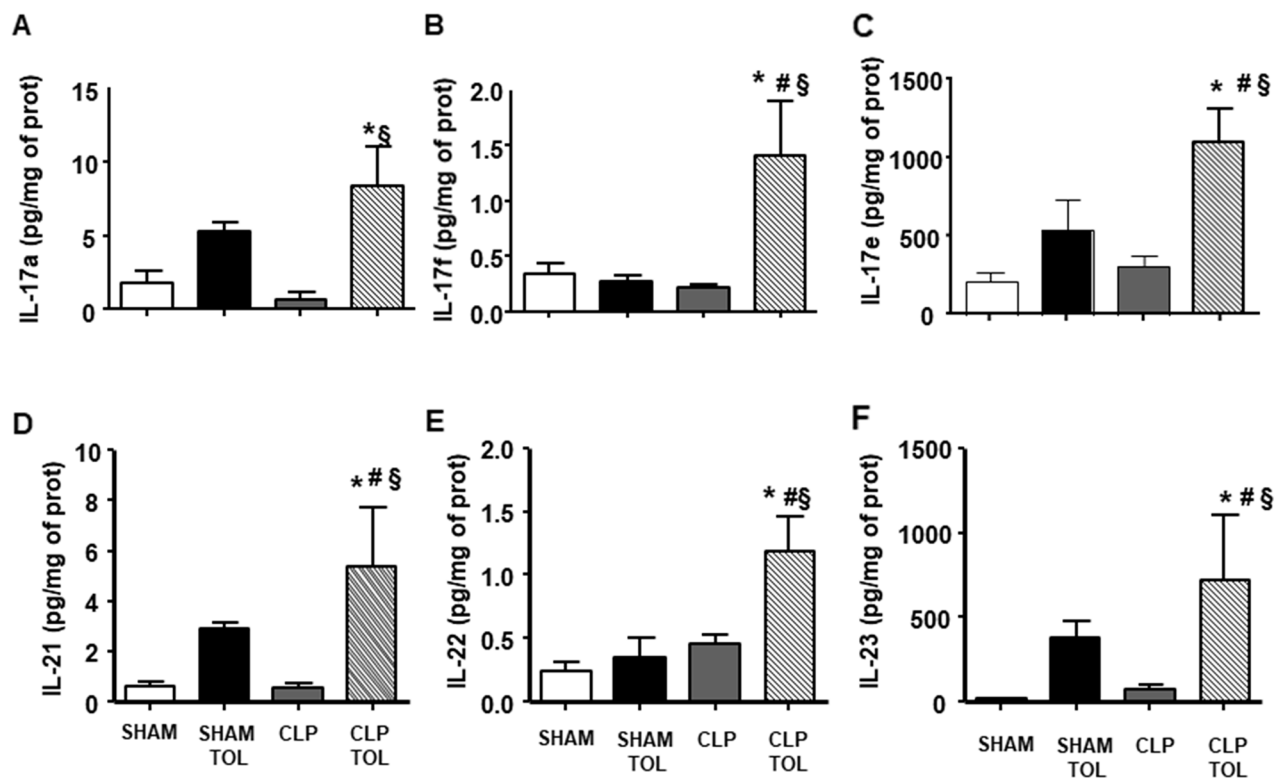 A
IL-17a (pg/mg of prot)
15
10
5
0
*§
B
IL-17f (pg/mg of prot)
2.0
1.5
1.0
0.5
0.0
* # §
C
IL-17e (pg/mg of prot)
1500
1000
500
0
* # §
D
IL-21 (pg/mg of prot)
10
8
6
4
2
0
* # §
SHAM
SHAM
TOL
CLP
CLP
TOL
E
IL-22 (pg/mg of prot)
2.0
1.5
1.0
0.5
0.0
* #§
SHAM
SHAM
TOL
CLP
CLP
TOL
F
IL-23 (pg/mg of prot)
1500
1000
500
0
* # §
SHAM
SHAM
TOL
CLP
CLP
TOL